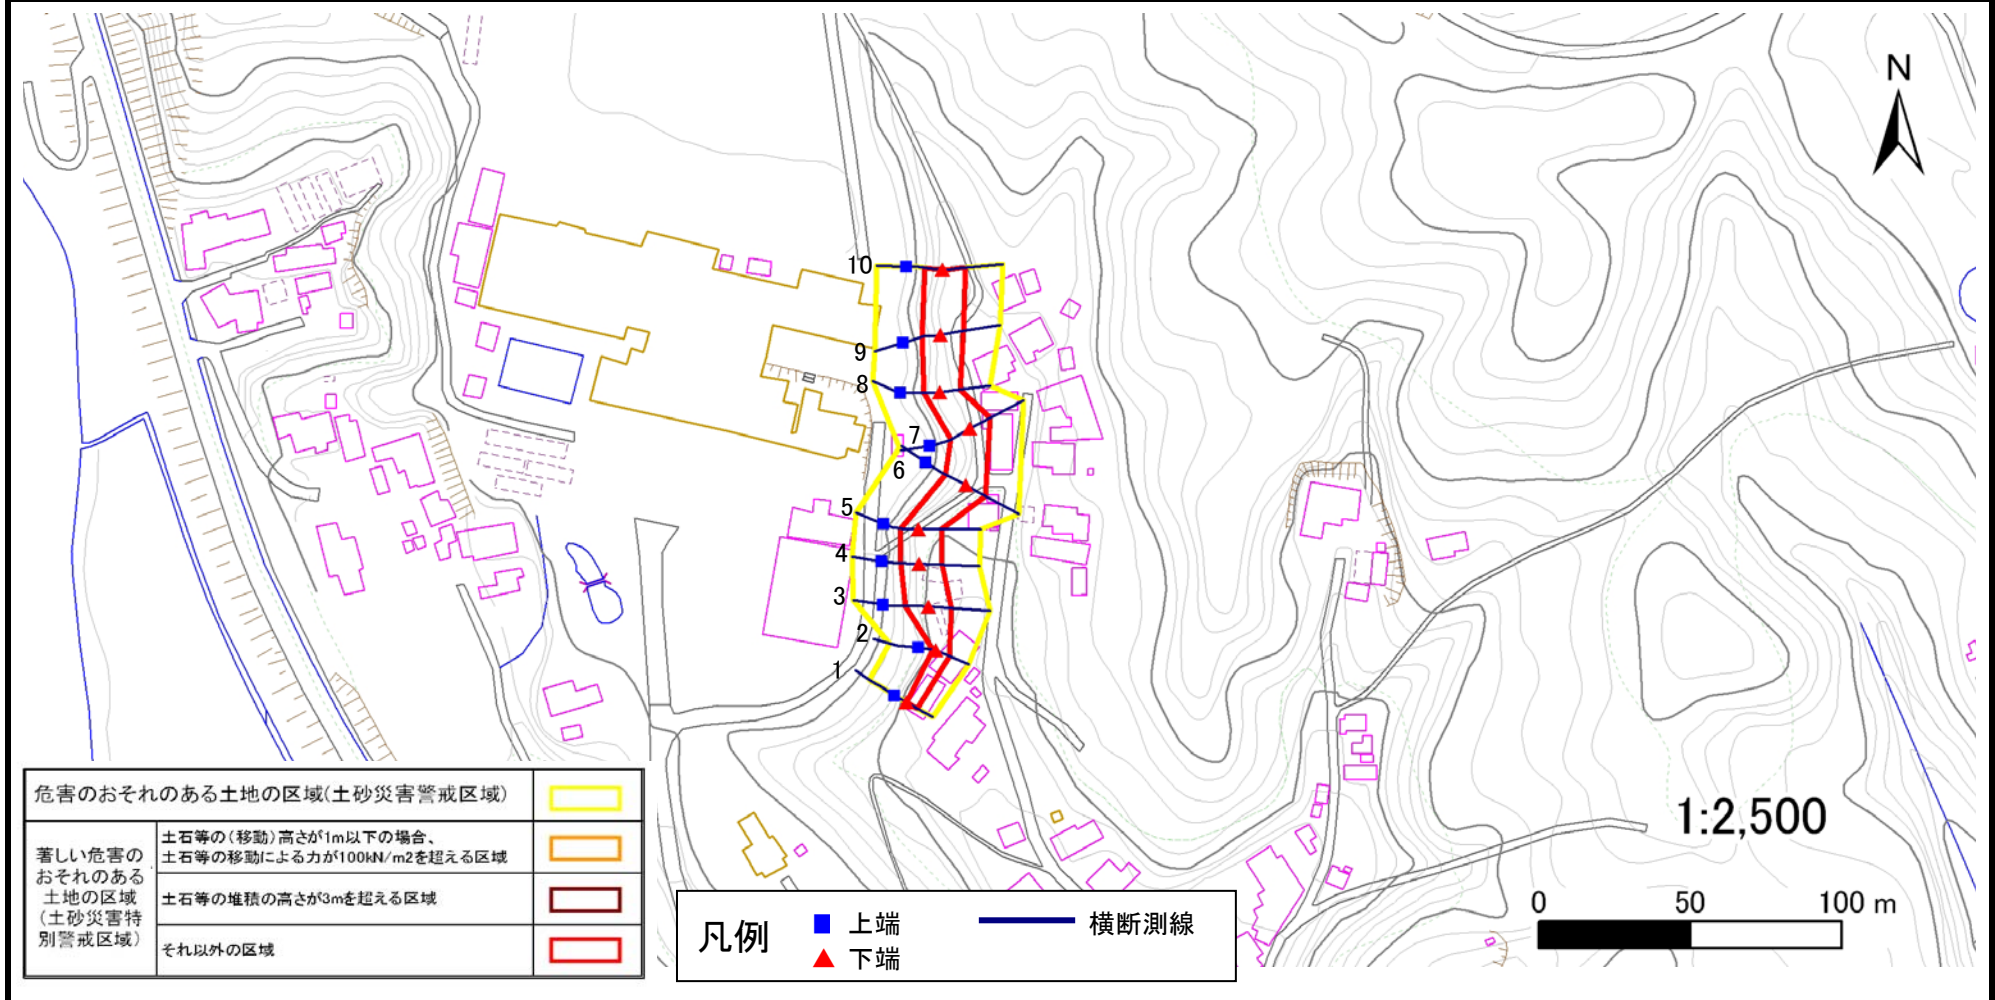 N
10
9
8
7
6
5
4
3
2
1
危害のおそれのある土地の区域(土砂災害警戒区域)
著しい危害の
おそれのある
土地の区域
(土砂災害特
別警戒区域)
土石等の(移動)高さが1m以下の場合、
土石等の移動による力が100kN/m2を超える区域
土石等の堆積の高さが3mを超える区域
それ以外の区域
凡例
上端
下端
横断測線
1:2,500
0 50 100 m